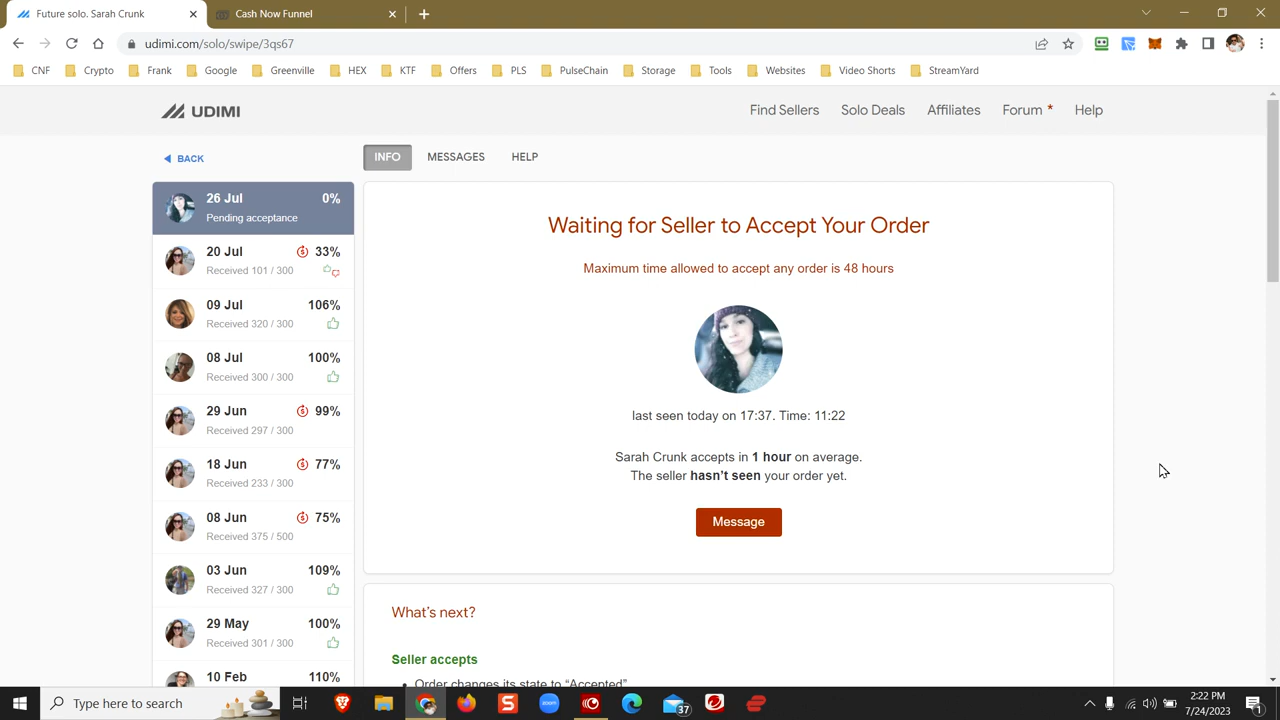 Future solo. Sarah Crunk
Cash Now Funnel
udimi.com/solo/swipe/3qs67
CNF
Crypto
Frank
Google
Greenville
HEX
KTF
Offers
PLS
PulseChain
Storage
Tools
Websites
Video Shorts
StreamYard
UDIMI
Find Sellers
Solo Deals
Affiliates
Forum *
Help
BACK
INFO
MESSAGES
HELP
26 Jul 0%
Pending acceptance
20 Jul 33%
Received 101 / 300
09 Jul 106%
Received 320 / 300
08 Jul 100%
Received 300 / 300
29 Jun 99%
Received 297 / 300
18 Jun 77%
Received 233 / 300
08 Jun 75%
Received 375 / 500
03 Jun 109%
Received 327 / 300
29 May 100%
Received 301 / 300
10 Feb 110%
Waiting for Seller to Accept Your Order
Maximum time allowed to accept any order is 48 hours
last seen today on 17:37. Time: 11:22
Sarah Crunk accepts in 1 hour on average.
The seller hasn't seen your order yet.
Message
What's next?
Seller accepts
• Order changes its state to "Accepted"
Type here to search
zoom
37
2:22 PM
7/24/2023
1